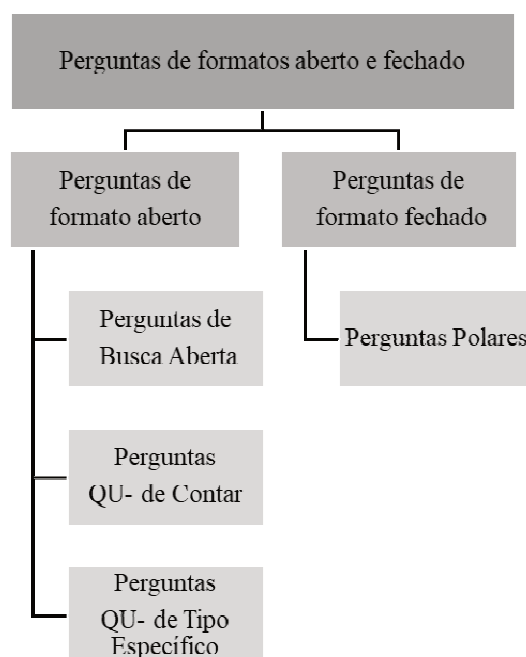 Perguntas de formatos aberto e fechado
Perguntas de
formato aberto
Perguntas de
formato fechado
Perguntas de
Busca Aberta
Perguntas Polares
Perguntas
QU- de Contar
Perguntas
QU- de Tipo
Específico